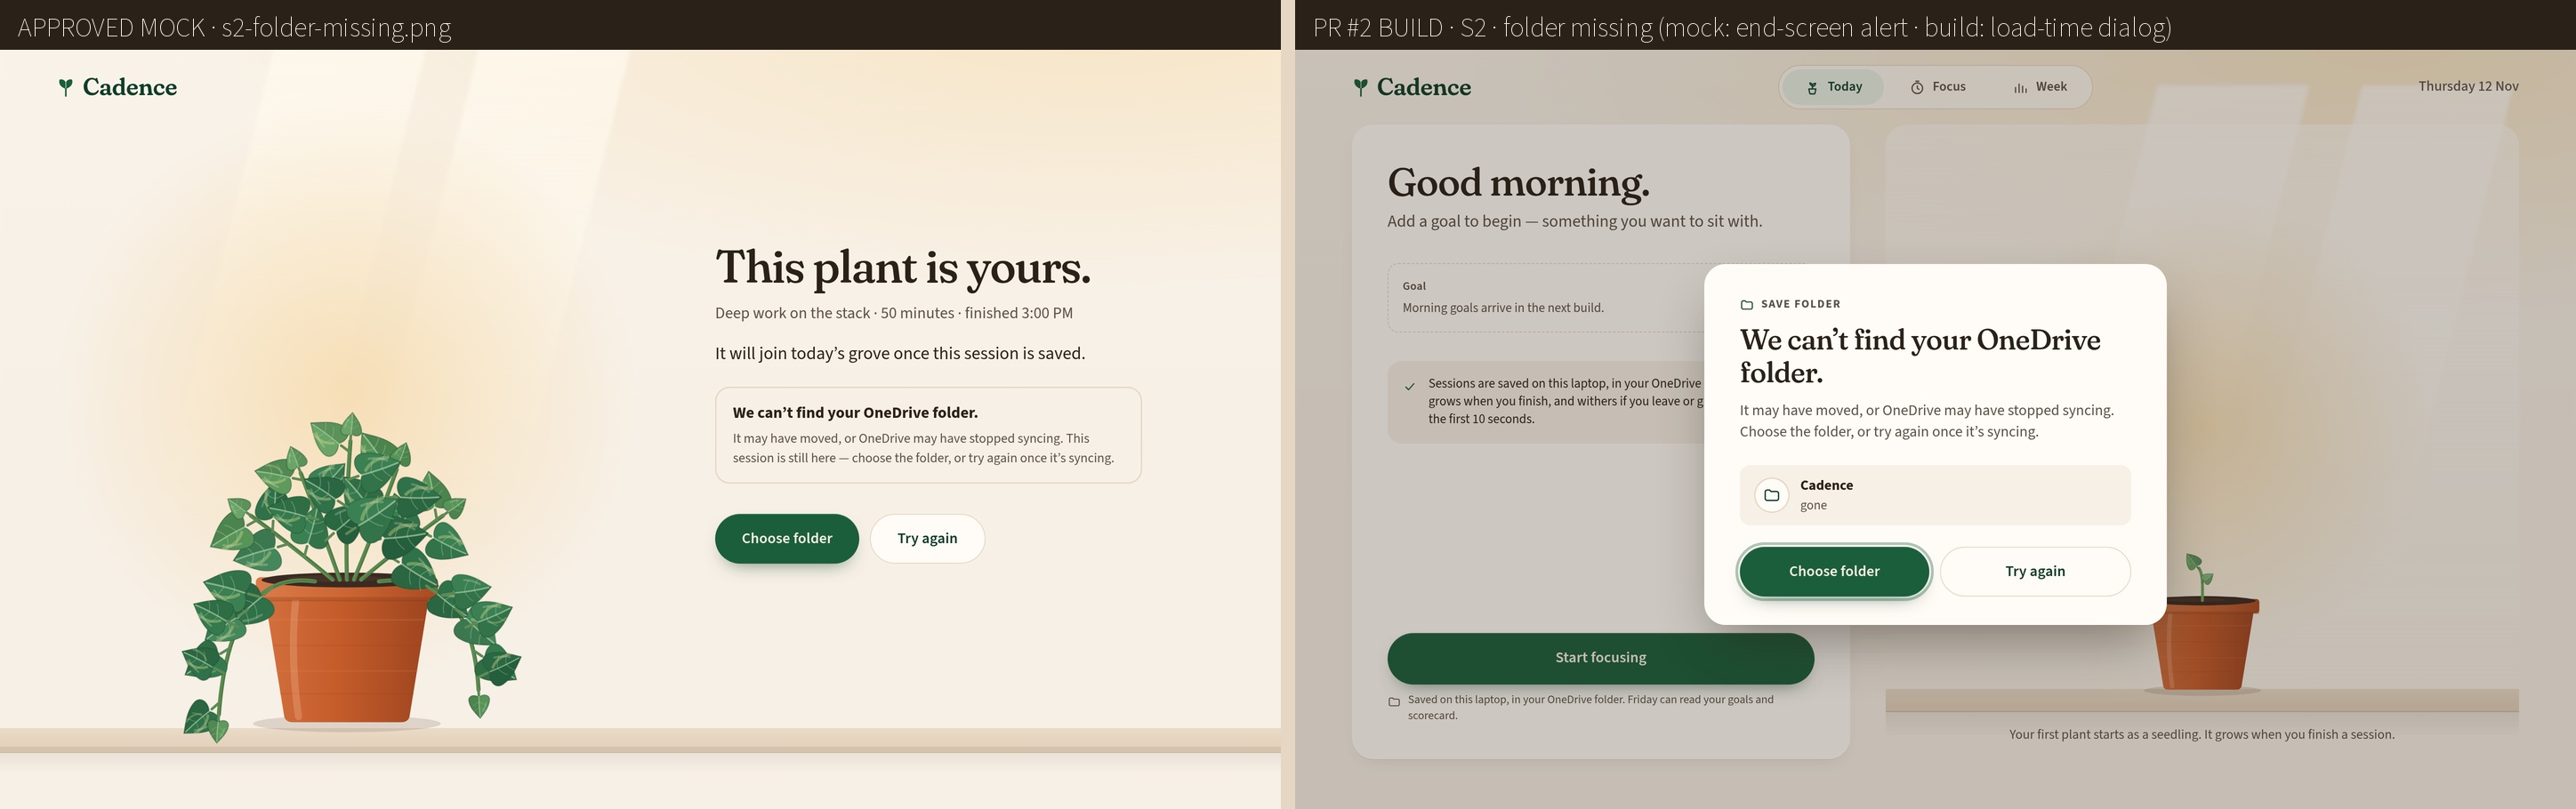 APPROVED MOCK · s2-folder-missing.png
Cadence
This plant is yours.
Deep work on the stack · 50 minutes · finished 3:00 PM
It will join today’s grove once this session is saved.
We can’t find your OneDrive folder.
It may have moved, or OneDrive may have stopped syncing. This
session is still here — choose the folder, or try again once it’s syncing.
Choose folder
Try again
PR #2 BUILD · S2 · folder missing (mock: end-screen alert · build: load-time dialog)
Cadence
Today
Focus
Week
Thursday 12 Nov
Good morning.
Add a goal to begin — something you want to sit with.
Goal
Morning goals arrive in the next build.
Sessions are saved on this laptop, in your OneDrive
grows when you finish, and withers if you leave or
the first 10 seconds.
Start focusing
Saved on this laptop, in your OneDrive folder. Friday can read your goals and
scorecard.
SAVE FOLDER
We can’t find your OneDrive
folder.
It may have moved, or OneDrive may have stopped syncing.
Choose the folder, or try again once it’s syncing.
Cadence
gone
Choose folder
Try again
Your first plant starts as a seedling. It grows when you finish a session.